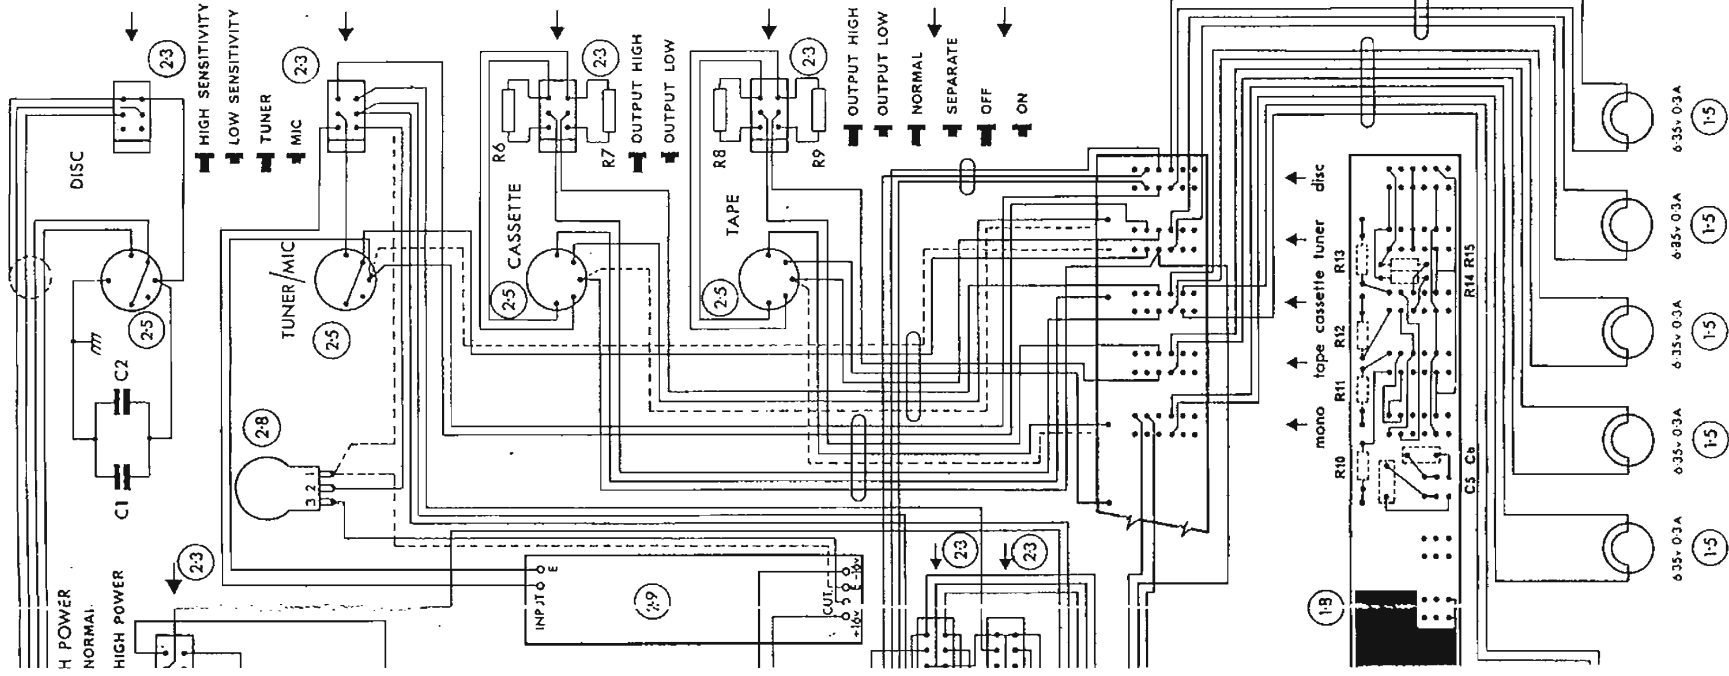 HIGH SENSITIVITY
LOW SENSITIVITY
TUNER
MIC
OUTPUT HIGH
OUTPUT LOW
OUTPUT HIGH
OUTPUT LOW
NORMAL
SEPARATE
OFF
ON
2·3
2·3
2·3
2·3
DISC
TUNER/MIC
CASSETTE
TAPE
R6
R7
R8
R9
2·5
2·5
2·5
2·5
C2
C1
2·8
1 2 3
disc
tuner
cassette
tape
mono
R13
R12
R11
R10
R14 R15
C5 C6
6·35v 0·3A
1·5
6·35v 0·3A
1·5
6·35v 0·3A
1·5
6·35v 0·3A
1·5
6·35v 0·3A
1·5
2·3
H POWER
NORMAL
HIGH POWER
INPUT
E
E
+16v
2·3
2·3
1·8